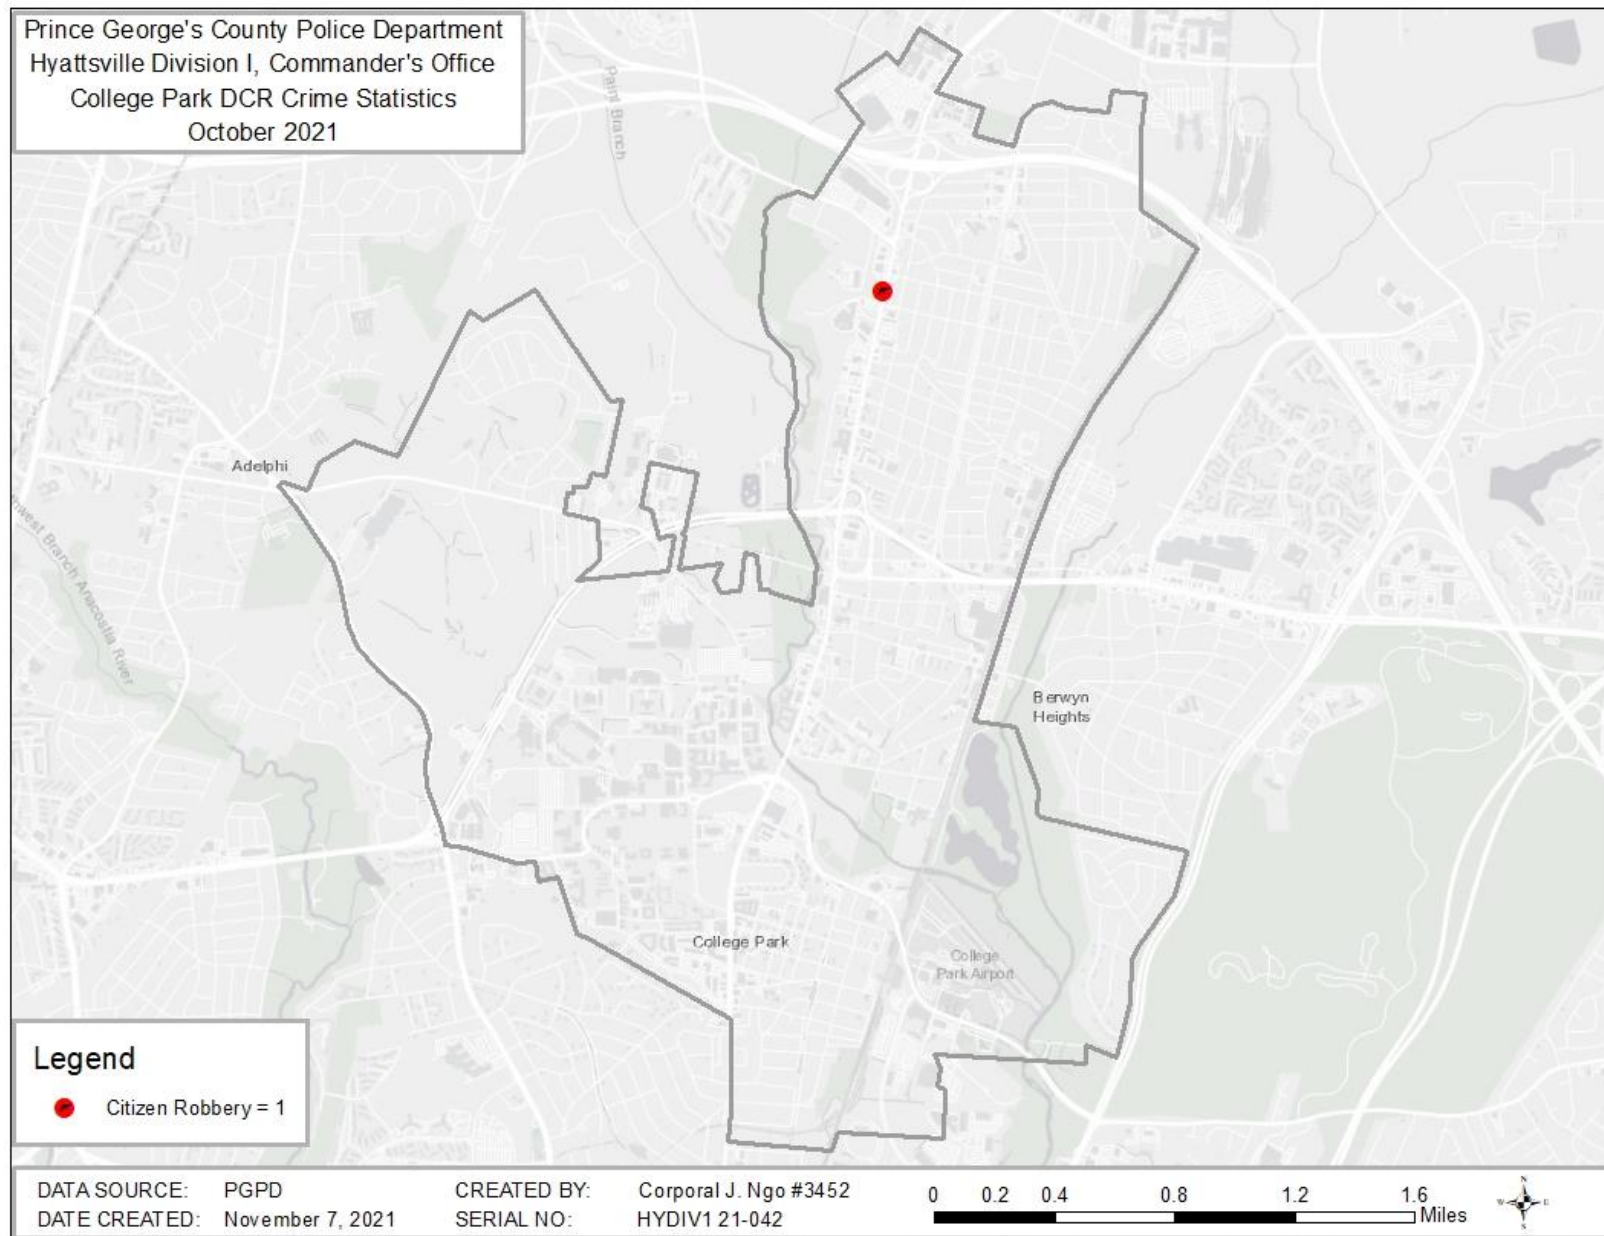 Prince George's County Police Department
Hyattsville Division I, Commander's Office
College Park DCR Crime Statistics
October 2021
Paint Branch
Adelphi
Branch Anacostia River
Berwyn
Heights
College Park
College
Park Airport
Legend
Citizen Robbery = 1
DATA SOURCE: PGPD
DATE CREATED: November 7, 2021
CREATED BY: Corporal J. Ngo #3452
SERIAL NO: HYDIV1 21-042
0 0.2 0.4 0.8 1.2 1.6
Miles
N
W E
S